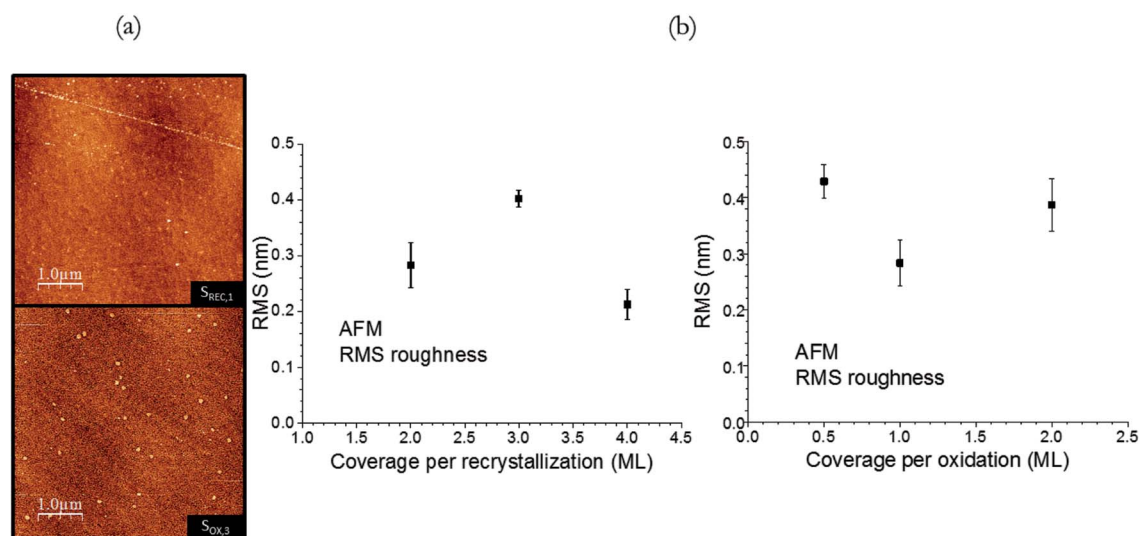 (a)
(b)
1.0µm
S_REC,1
1.0µm
S_OX,3
0.5
0.4
0.3
0.2
0.1
0.0
RMS (nm)
AFM
RMS roughness
1.0 1.5 2.0 2.5 3.0 3.5 4.0 4.5
Coverage per recrystallization (ML)
0.5
0.4
0.3
0.2
0.1
0.0
RMS (nm)
AFM
RMS roughness
0.0 0.5 1.0 1.5 2.0 2.5
Coverage per oxidation (ML)